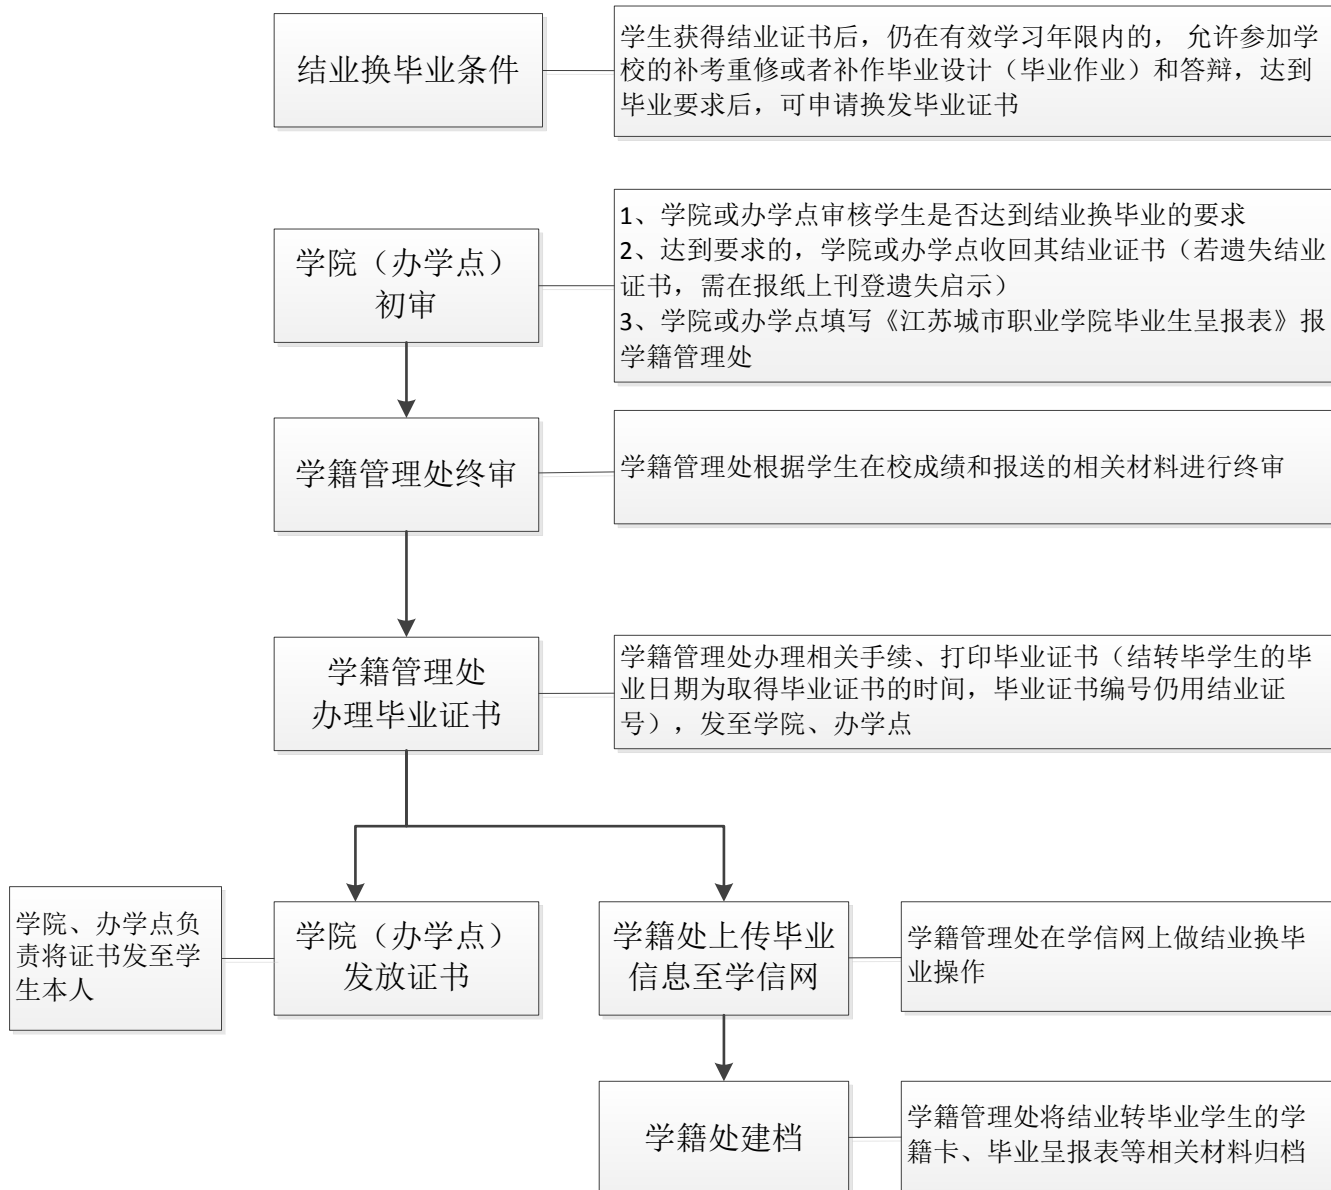 结业换毕业条件
学生获得结业证书后，仍在有效学习年限内的， 允许参加学
校的补考重修或者补作毕业设计（毕业作业）和答辩，达到
毕业要求后，可申请换发毕业证书
学院（办学点）
初审
1、学院或办学点审核学生是否达到结业换毕业的要求
2、达到要求的，学院或办学点收回其结业证书（若遗失结业
证书，需在报纸上刊登遗失启示）
3、学院或办学点填写《江苏城市职业学院毕业生呈报表》报
学籍管理处
学籍管理处终审
学籍管理处根据学生在校成绩和报送的相关材料进行终审
学籍管理处
办理毕业证书
学籍管理处办理相关手续、打印毕业证书（结转毕学生的毕
业日期为取得毕业证书的时间，毕业证书编号仍用结业证
号），发至学院、办学点
学院、办学点负
责将证书发至学
生本人
学院（办学点）
发放证书
学籍处上传毕业
信息至学信网
学籍管理处在学信网上做结业换毕
业操作
学籍处建档
学籍管理处将结业转毕业学生的学
籍卡、毕业呈报表等相关材料归档